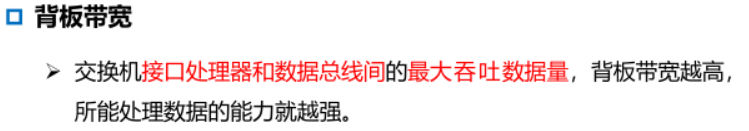 背板带宽
交换机接口处理器和数据总线间的最大吞吐数据量，背板带宽越高，
所能处理数据的能力就越强。